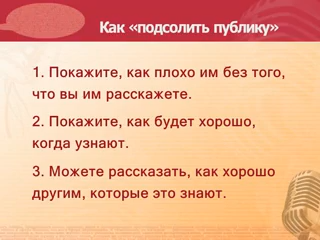 Как «подсолить публику»
1. Покажите, как плохо им без того,
что вы им расскажете.
2. Покажите, как будет хорошо,
когда узнают.
3. Можете рассказать, как хорошо
другим, которые это знают.